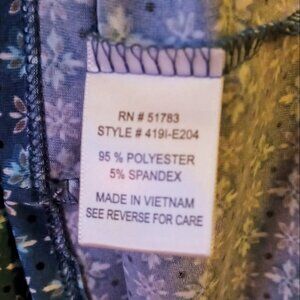 RN # 51783
STYLE # 419I-E204
95 % POLYESTER
5% SPANDEX
MADE IN VIETNAM
SEE REVERSE FOR CARE